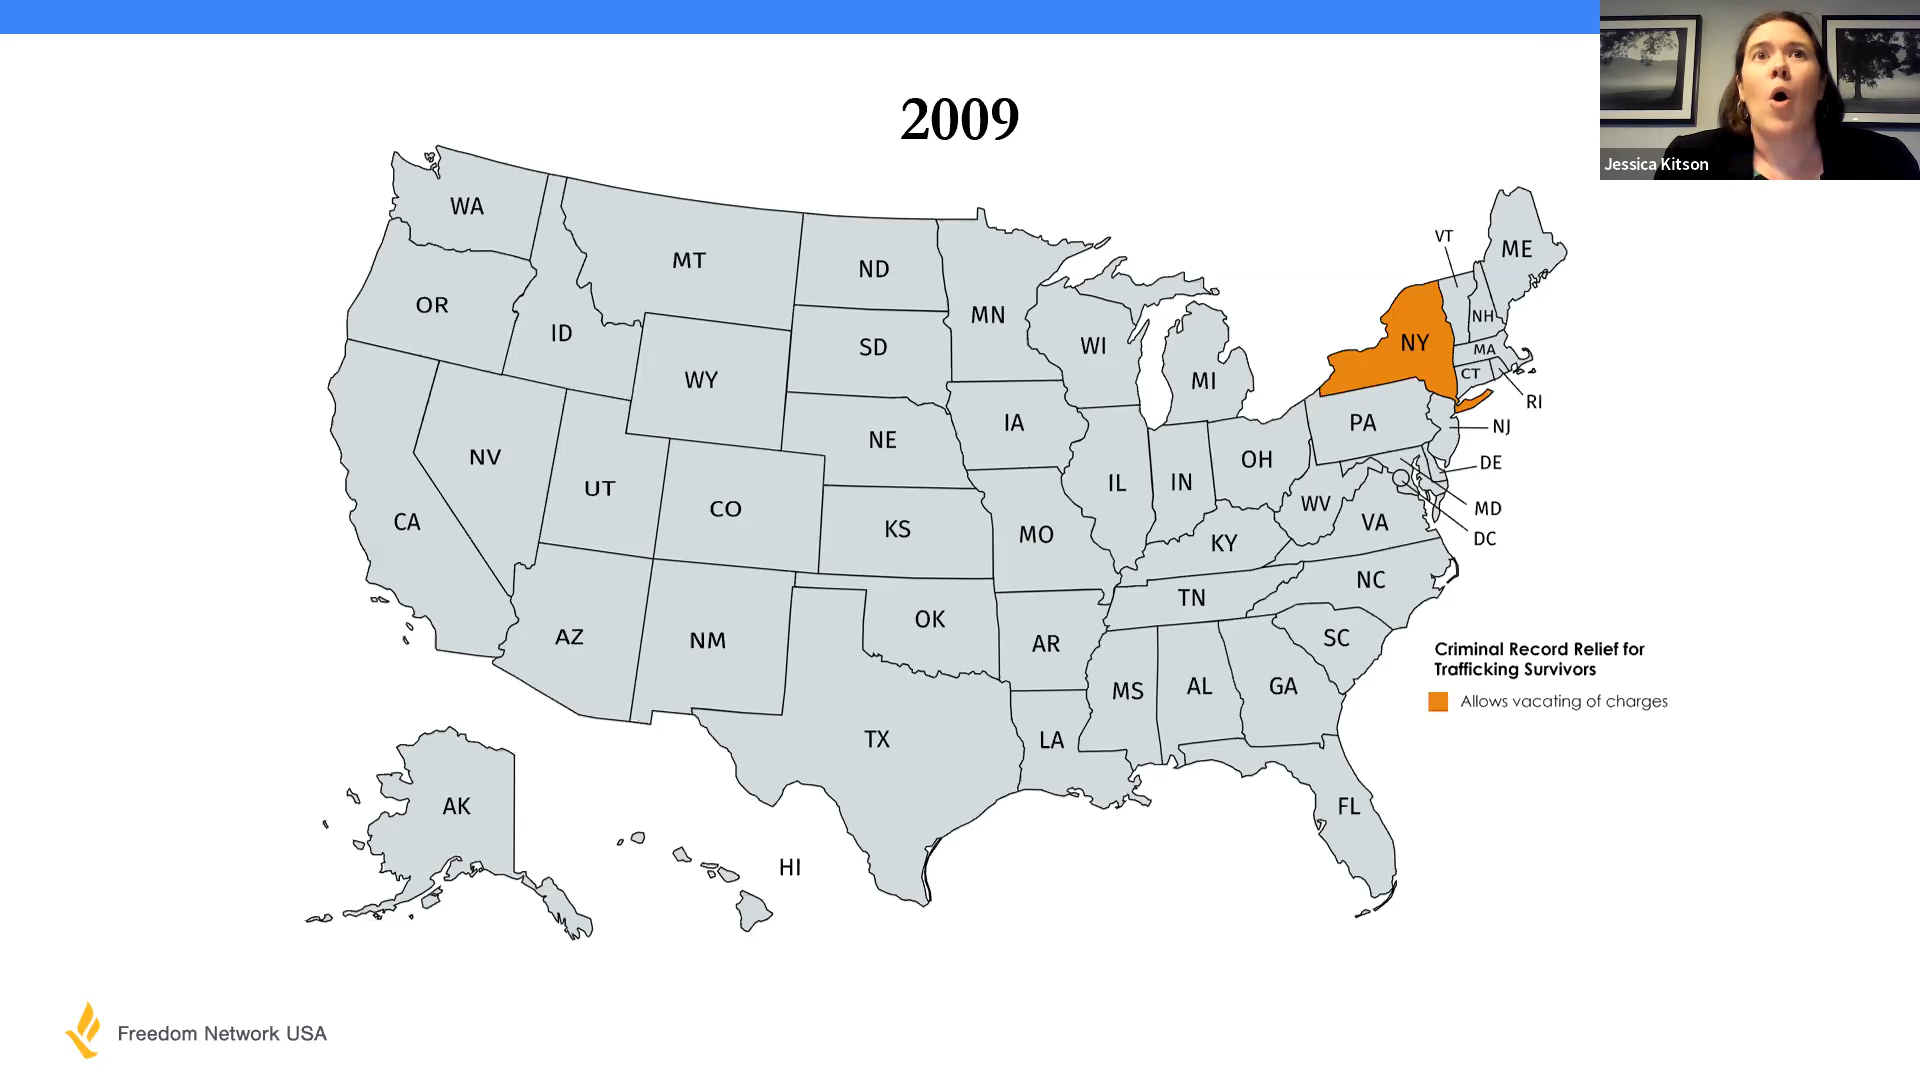 Jessica Kitson
2009
WA
MT
ND
MN
VT
ME
OR
ID
SD
WI
NH
NY
MA
WY
MI
CT
RI
IA
PA
NJ
NE
NV
OH
DE
UT
IL
IN
WV
MD
CO
CA
KS
MO
VA
DC
KY
NC
TN
OK
AZ
NM
AR
SC
Criminal Record Relief for
Trafficking Survivors
MS
AL
GA
Allows vacating of charges
TX
LA
AK
FL
HI
Freedom Network USA